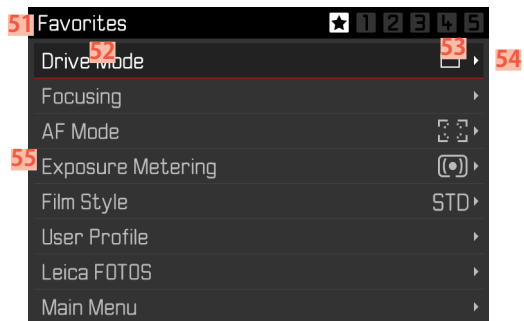 51 Favorites ★ 1 2 3 4 5
52 53
Drive Mode 54
Focusing
AF Mode
55 Exposure Metering
Film Style STD
User Profile
Leica FOTOS
Main Menu